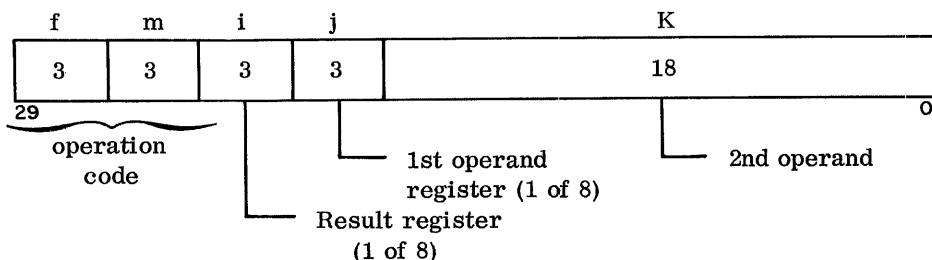 f m i j K
3 3 3 3 18
29 0
operation
code
1st operand
register (1 of 8)
2nd operand
Result register
(1 of 8)